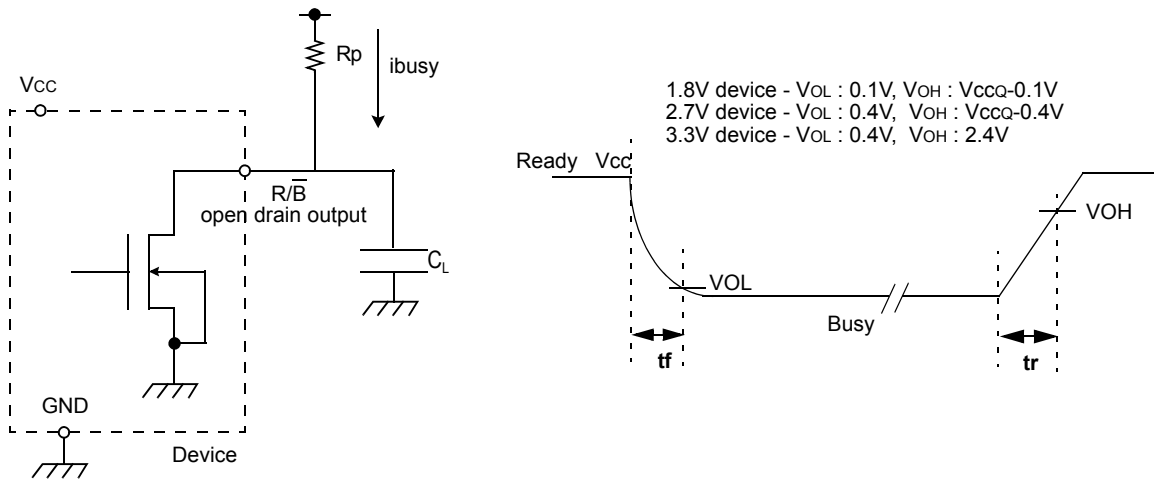 Rp
ibusy
VCC
R/B̅
open drain output
CL
GND
Device
1.8V device - VOL : 0.1V, VOH : VCCQ-0.1V
2.7V device - VOL : 0.4V, VOH : VCCQ-0.4V
3.3V device - VOL : 0.4V, VOH : 2.4V
Ready Vcc
VOH
VOL
Busy
tf
tr